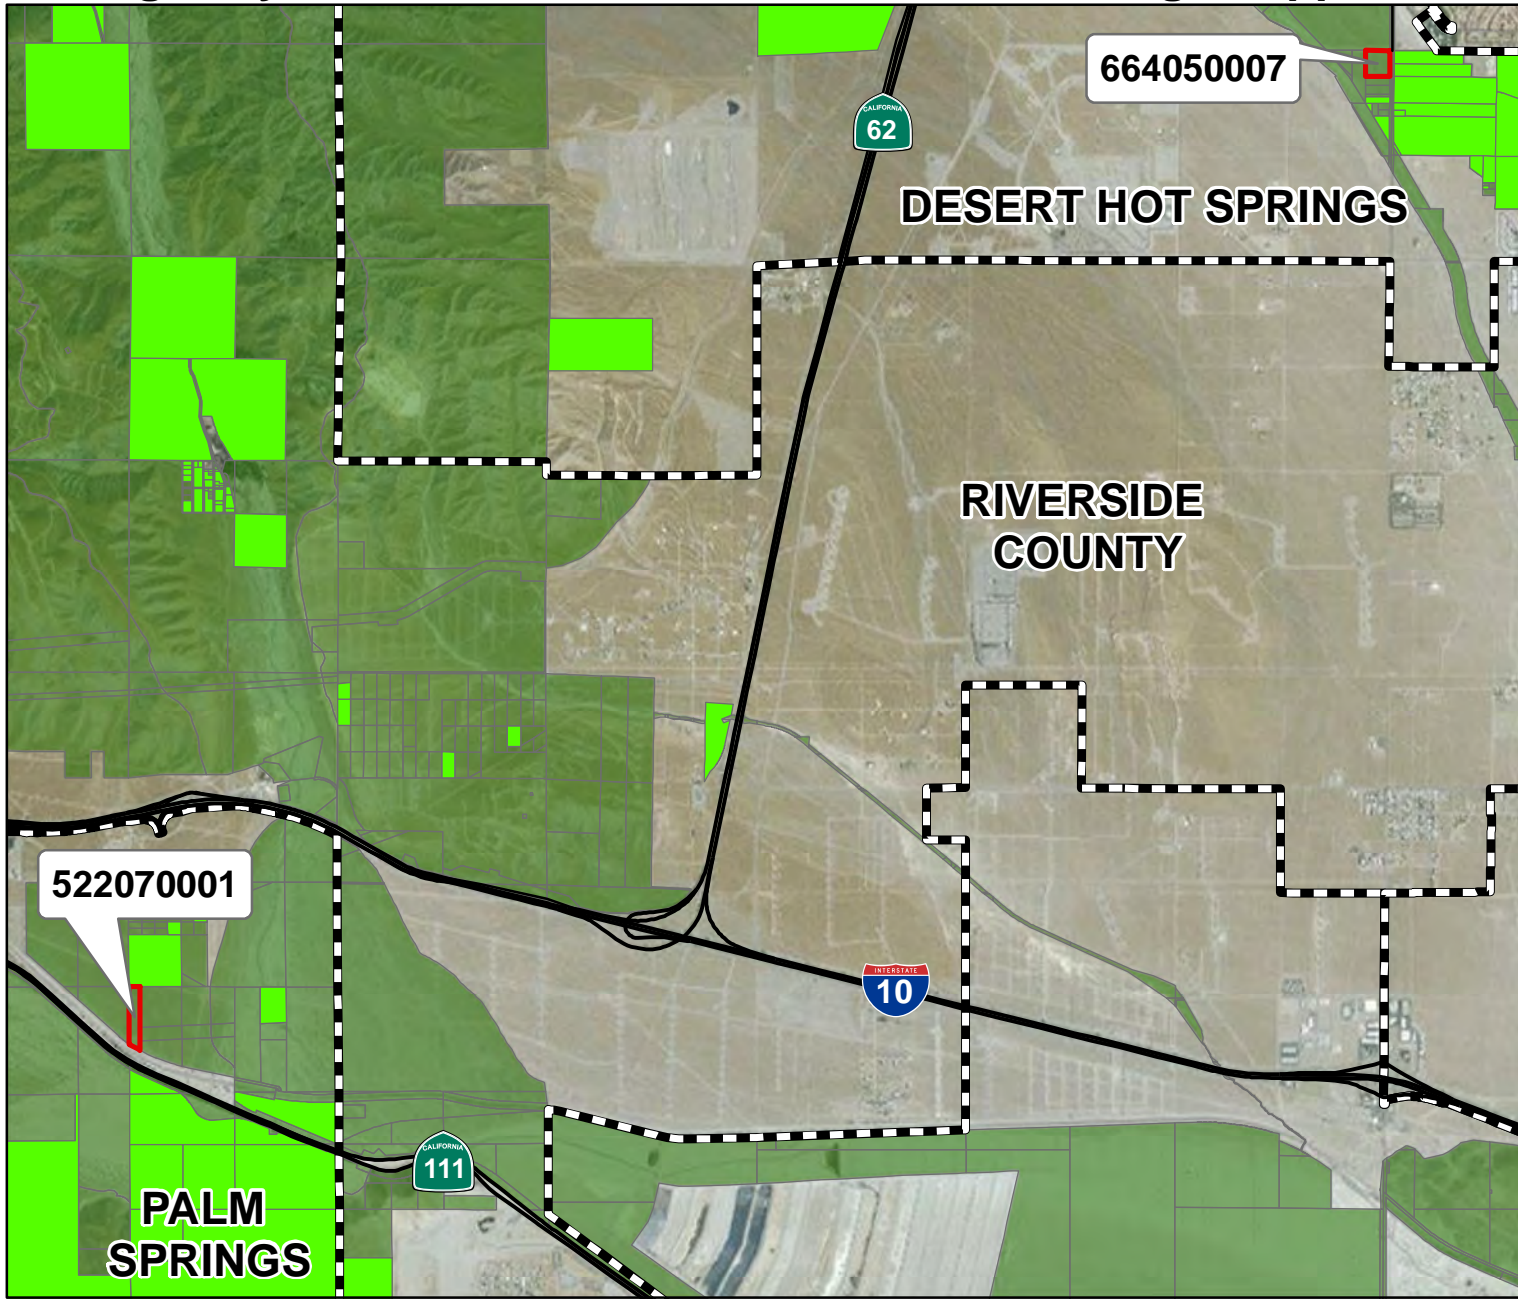 664050007
CALIFORNIA
62
DESERT HOT SPRINGS
RIVERSIDE
COUNTY
522070001
INTERSTATE
10
CALIFORNIA
111
PALM
SPRINGS